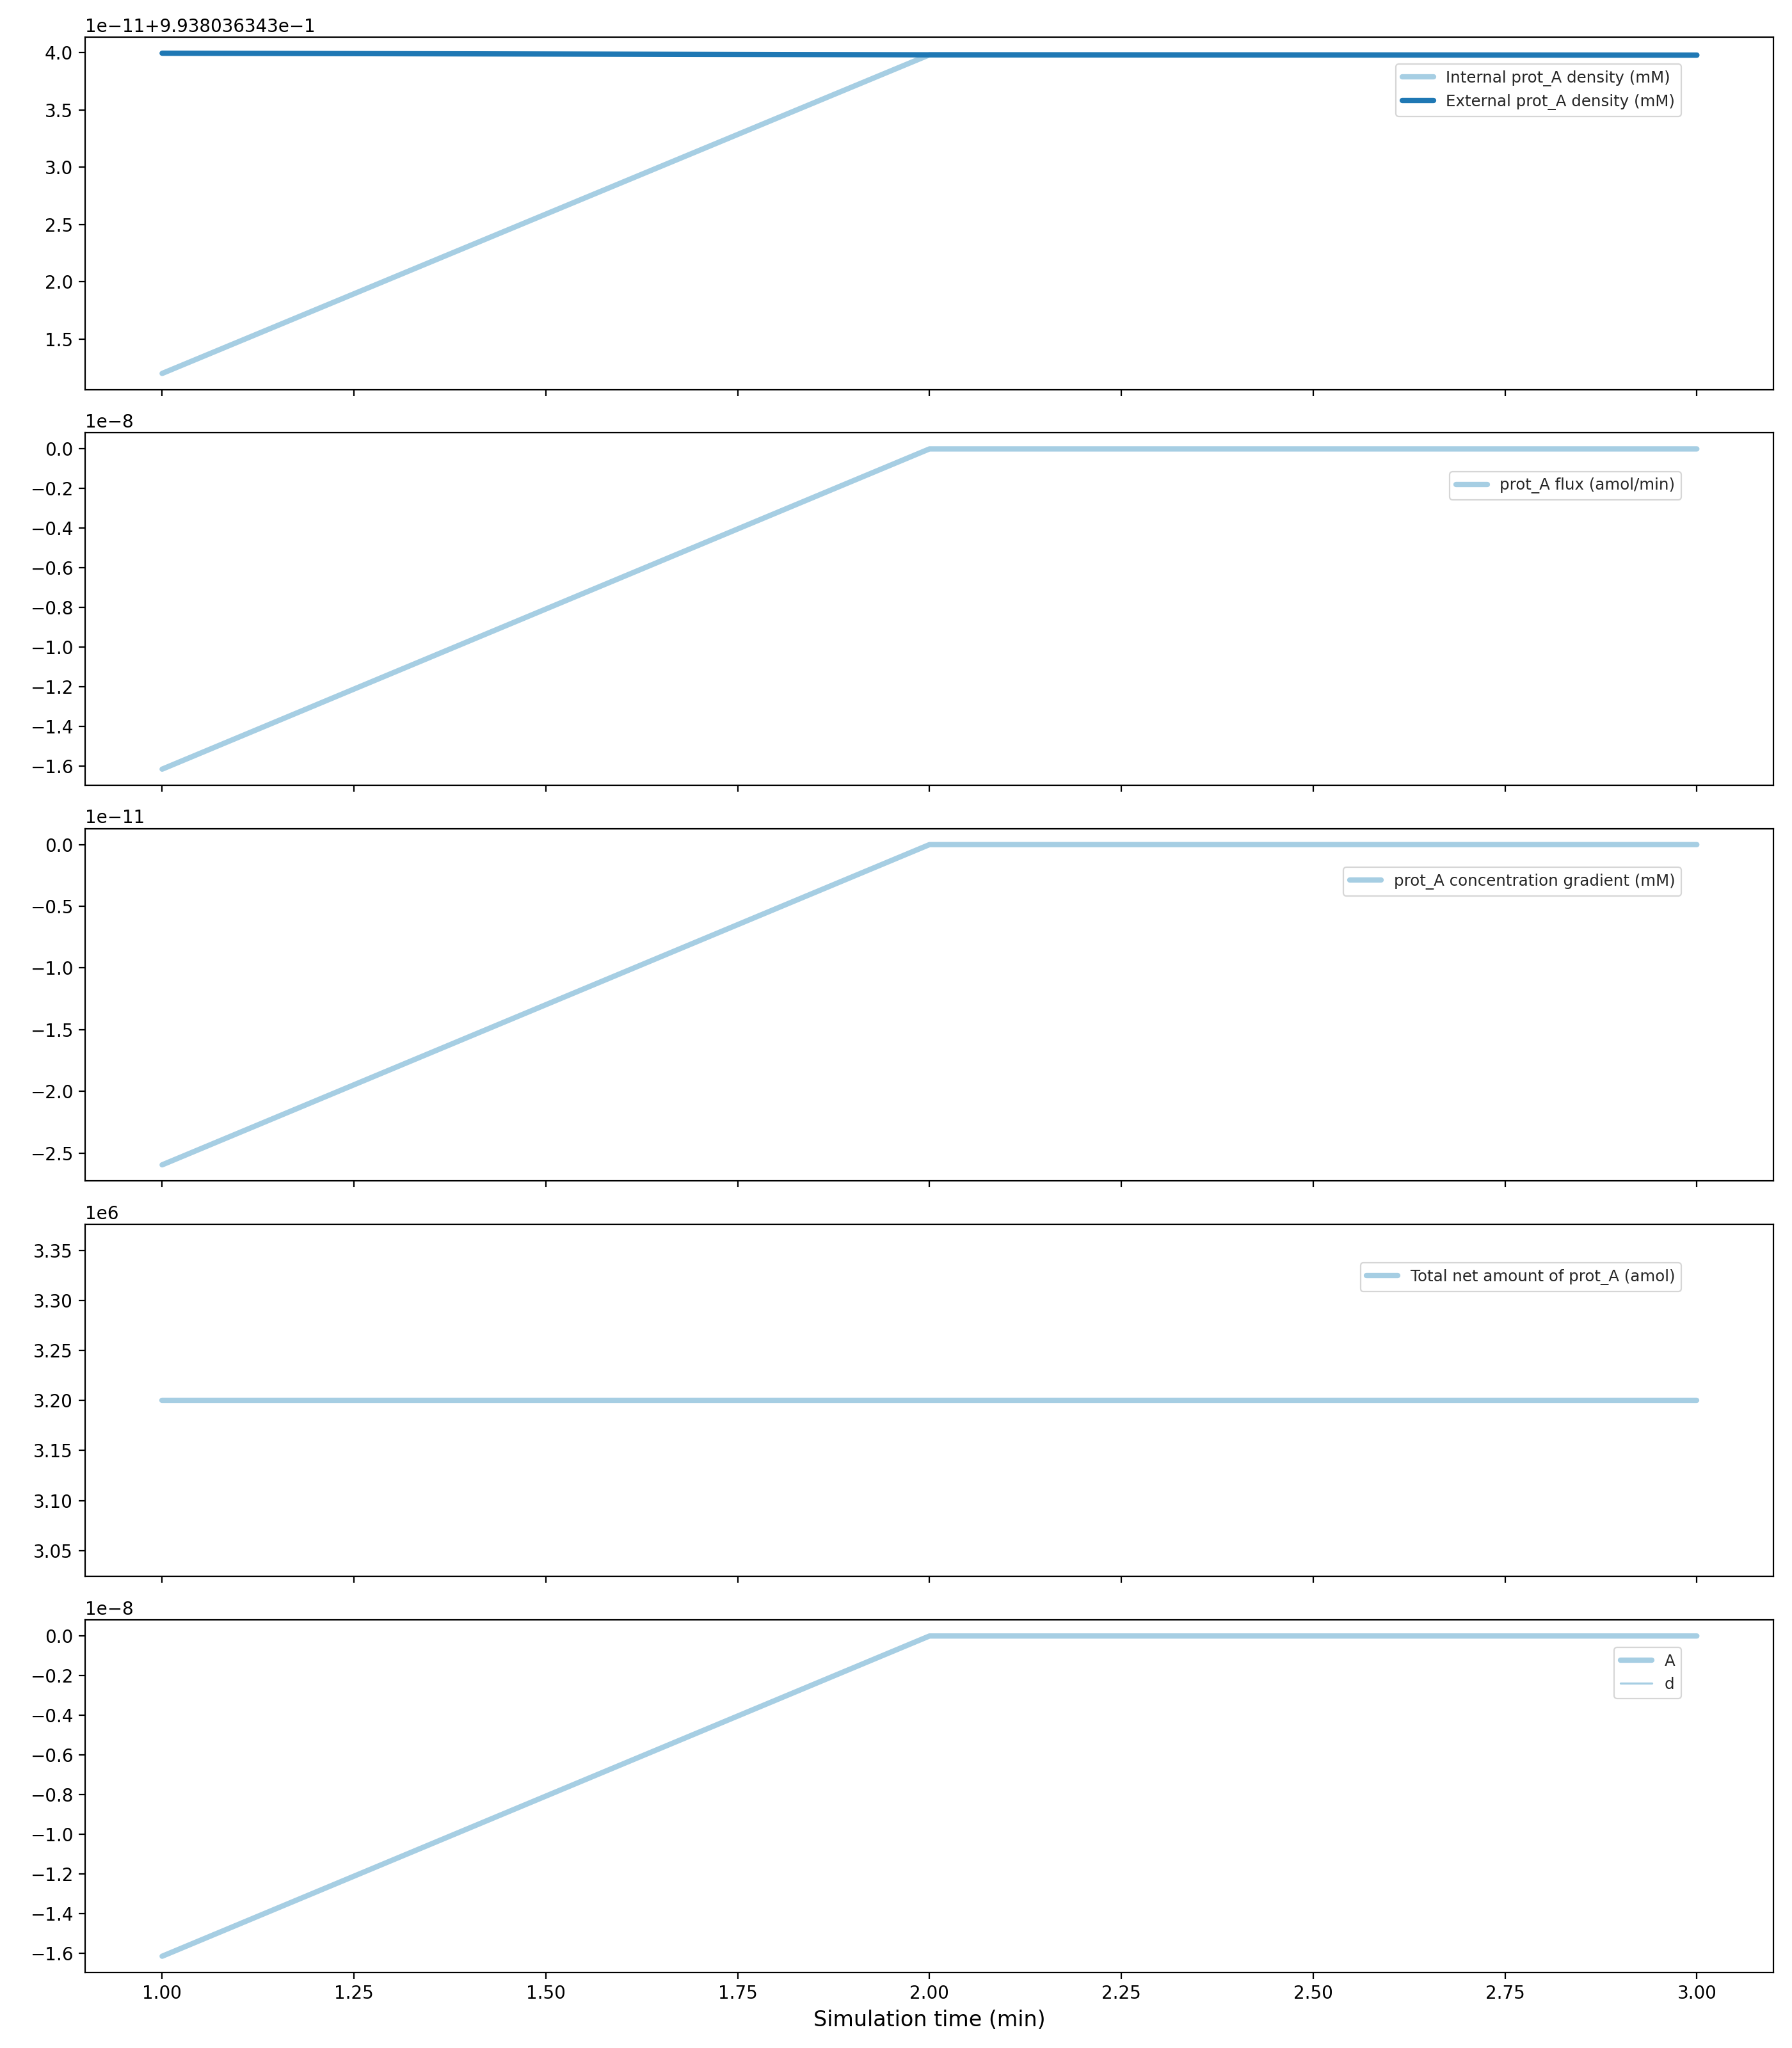 1e−11+9.938036343e−1
4.0
3.5
3.0
2.5
2.0
1.5
Internal prot_A density (mM)
External prot_A density (mM)
1e−8
0.0
−0.2
−0.4
−0.6
−0.8
−1.0
−1.2
−1.4
−1.6
prot_A flux (amol/min)
1e−11
0.0
−0.5
−1.0
−1.5
−2.0
−2.5
prot_A concentration gradient (mM)
1e6
3.35
3.30
3.25
3.20
3.15
3.10
3.05
Total net amount of prot_A (amol)
1e−8
0.0
−0.2
−0.4
−0.6
−0.8
−1.0
−1.2
−1.4
−1.6
A
d
1.00 1.25 1.50 1.75 2.00 2.25 2.50 2.75 3.00
Simulation time (min)